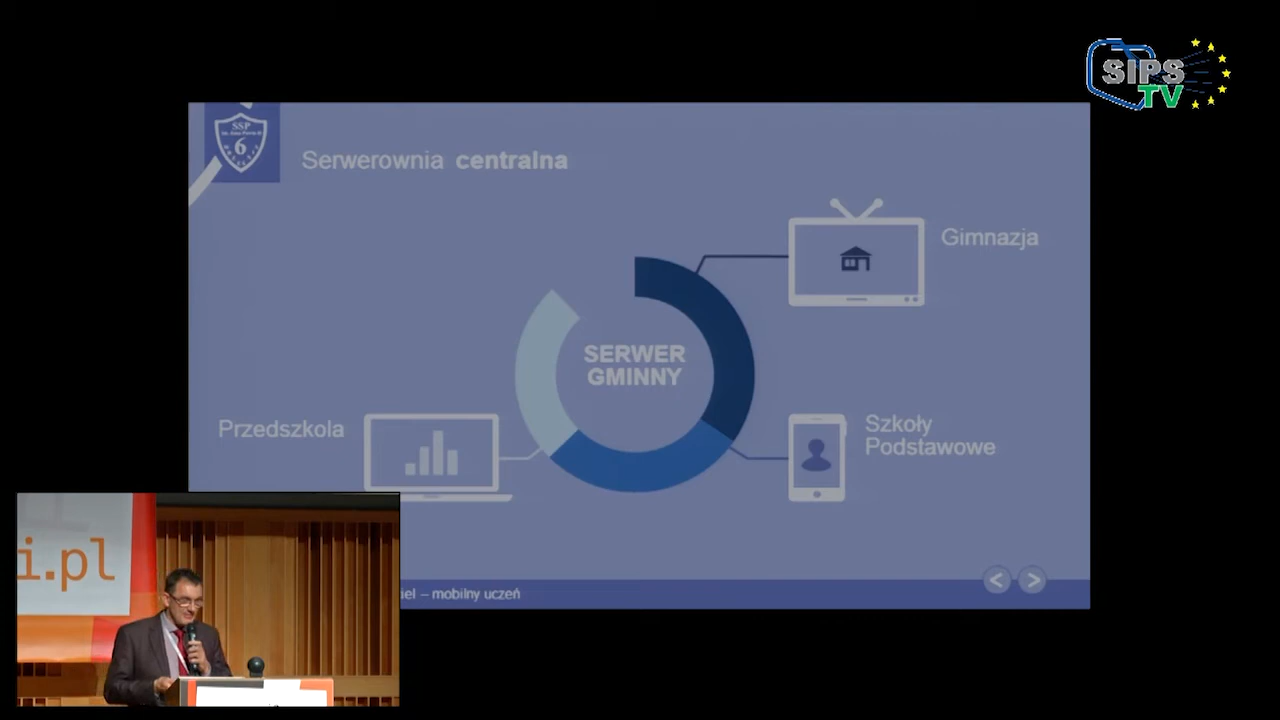 SIPS
TV
SSP
6
Serwerownia centralna
Gimnazja
SERWER
GMINNY
Przedszkola
Szkoły
Podstawowe
i.pl
– mobilny uczeń
< >